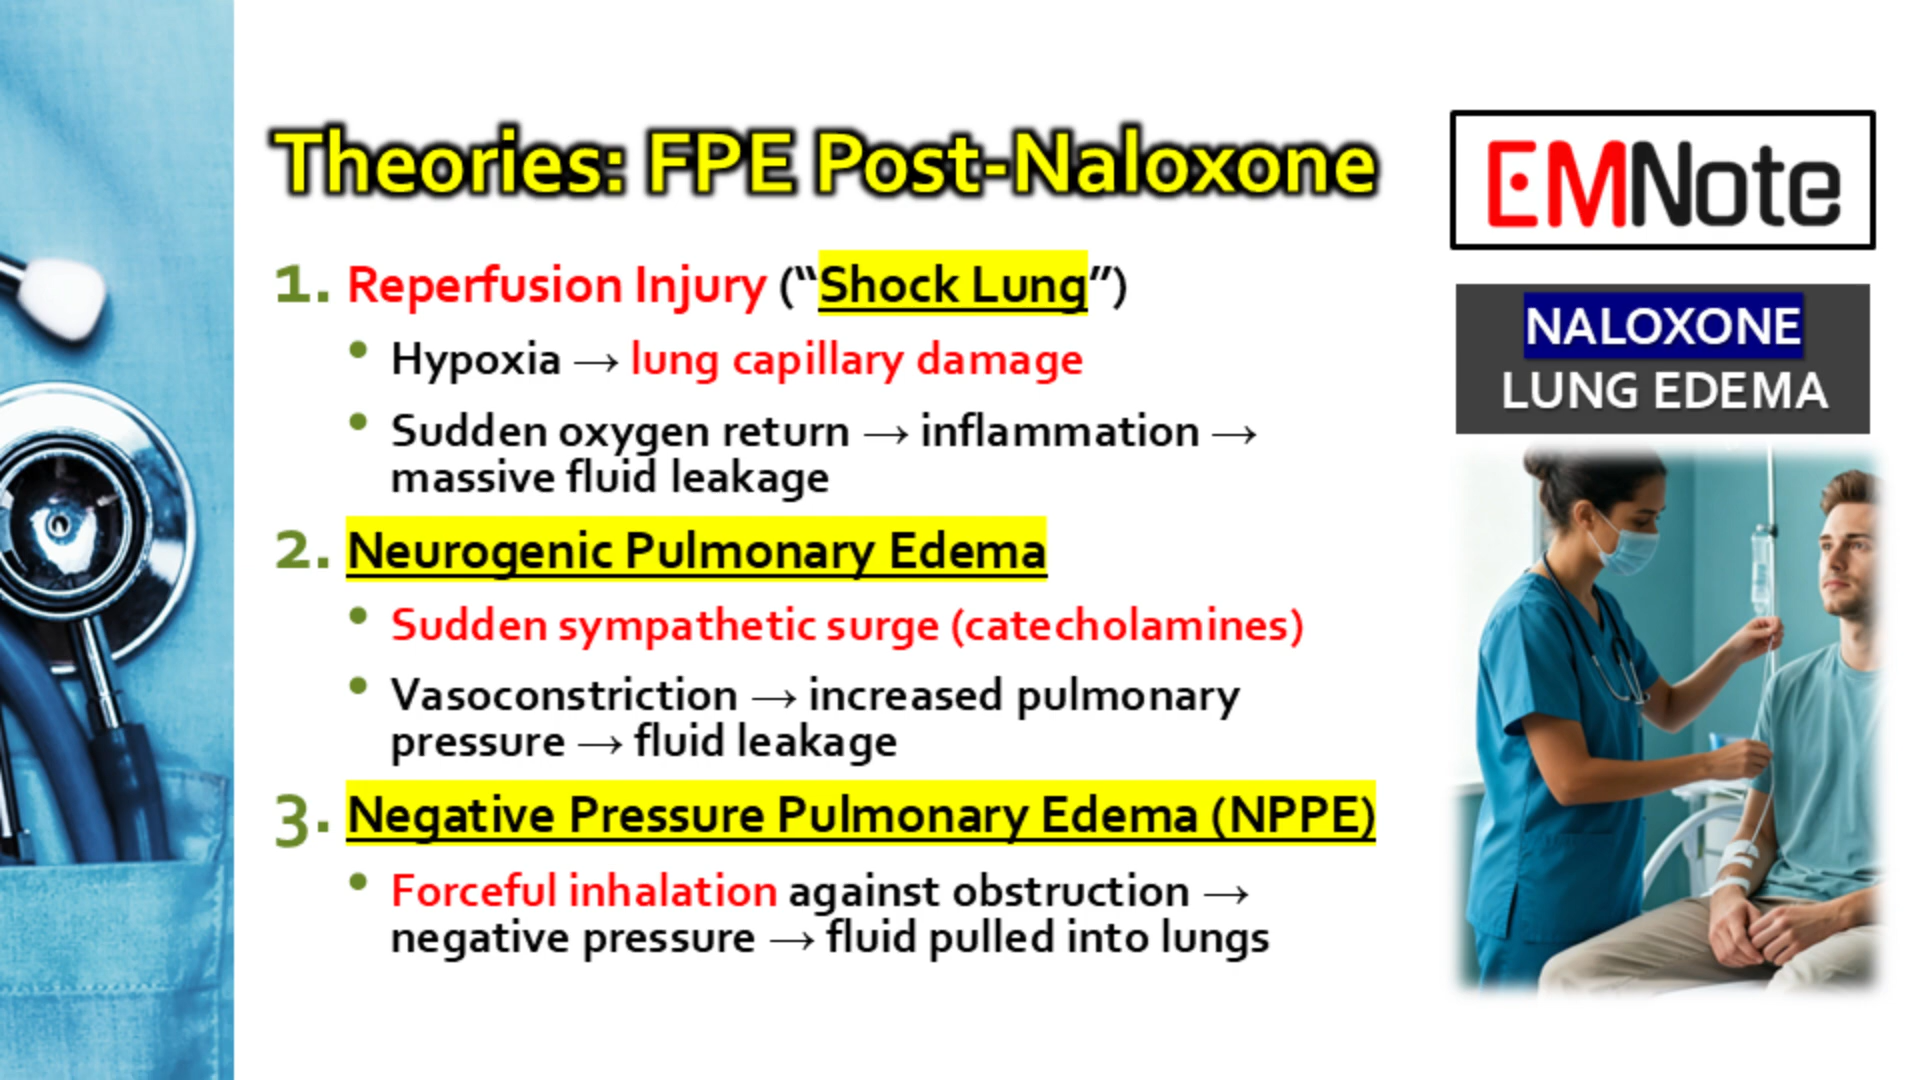 Theories: FPE Post-Naloxone
1. Reperfusion Injury (“Shock Lung”)
• Hypoxia → lung capillary damage
• Sudden oxygen return → inflammation →
massive fluid leakage
2. Neurogenic Pulmonary Edema
• Sudden sympathetic surge (catecholamines)
• Vasoconstriction → increased pulmonary
pressure → fluid leakage
3. Negative Pressure Pulmonary Edema (NPPE)
• Forceful inhalation against obstruction →
negative pressure → fluid pulled into lungs
EMNote
NALOXONE
LUNG EDEMA